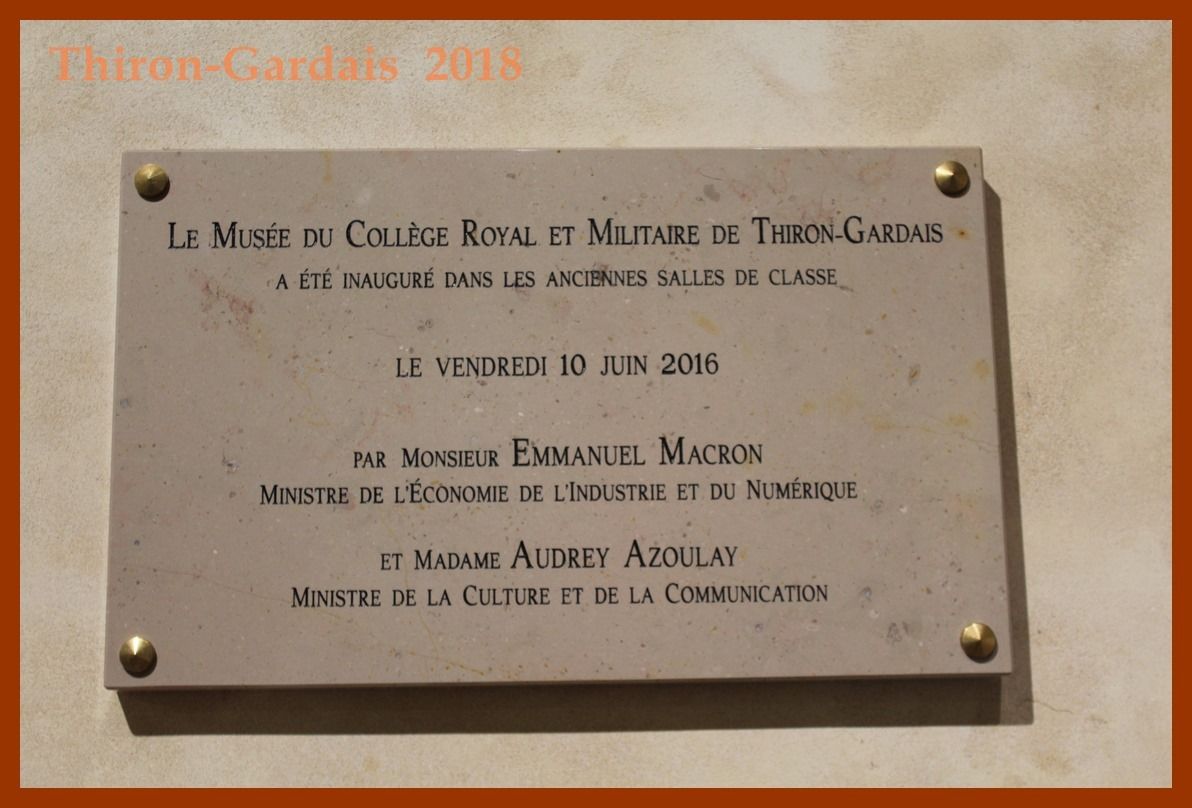 Thiron-Gardais 2018
Le Musée du Collège Royal et Militaire de Thiron-Gardais
a été inauguré dans les anciennes salles de classe
le vendredi 10 juin 2016
par Monsieur Emmanuel Macron
Ministre de l'Économie de l'Industrie et du Numérique
et Madame Audrey Azoulay
Ministre de la Culture et de la Communication